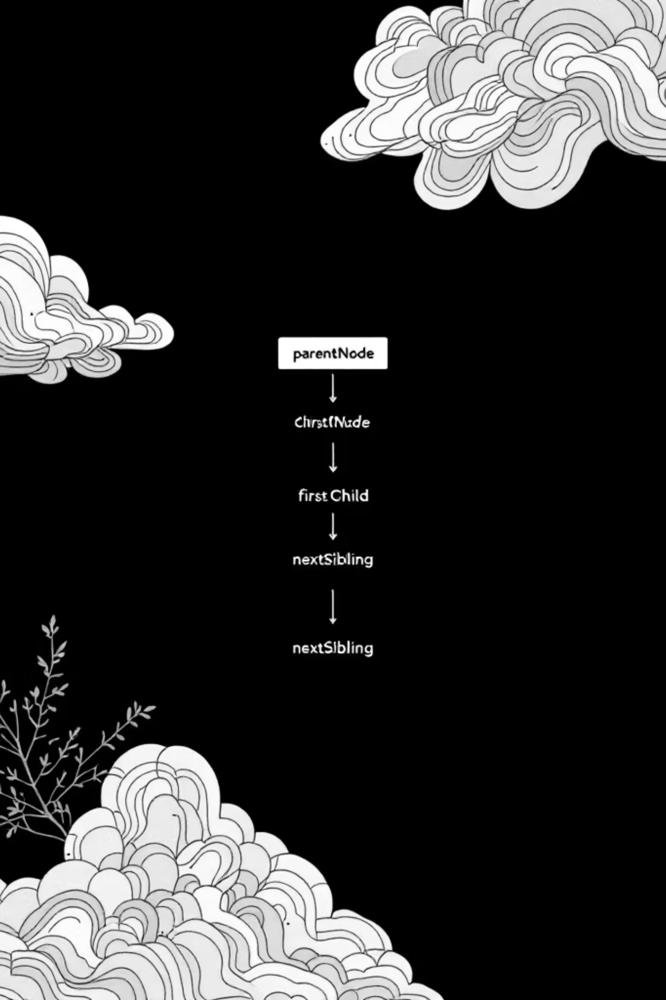 parentNode
first Child
nextSibling
nextSibling